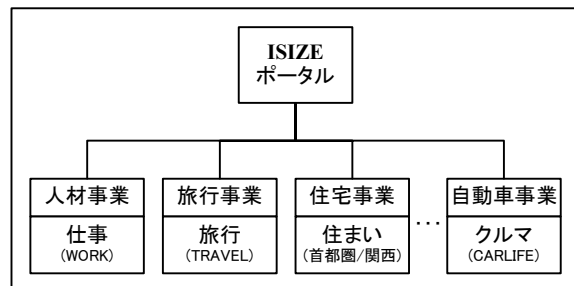 ISIZE
ポータル
人材事業
仕事
(WORK)
旅行事業
旅行
(TRAVEL)
住宅事業
住まい
(首都圏/関西)
…
自動車事業
クルマ
(CARLIFE)